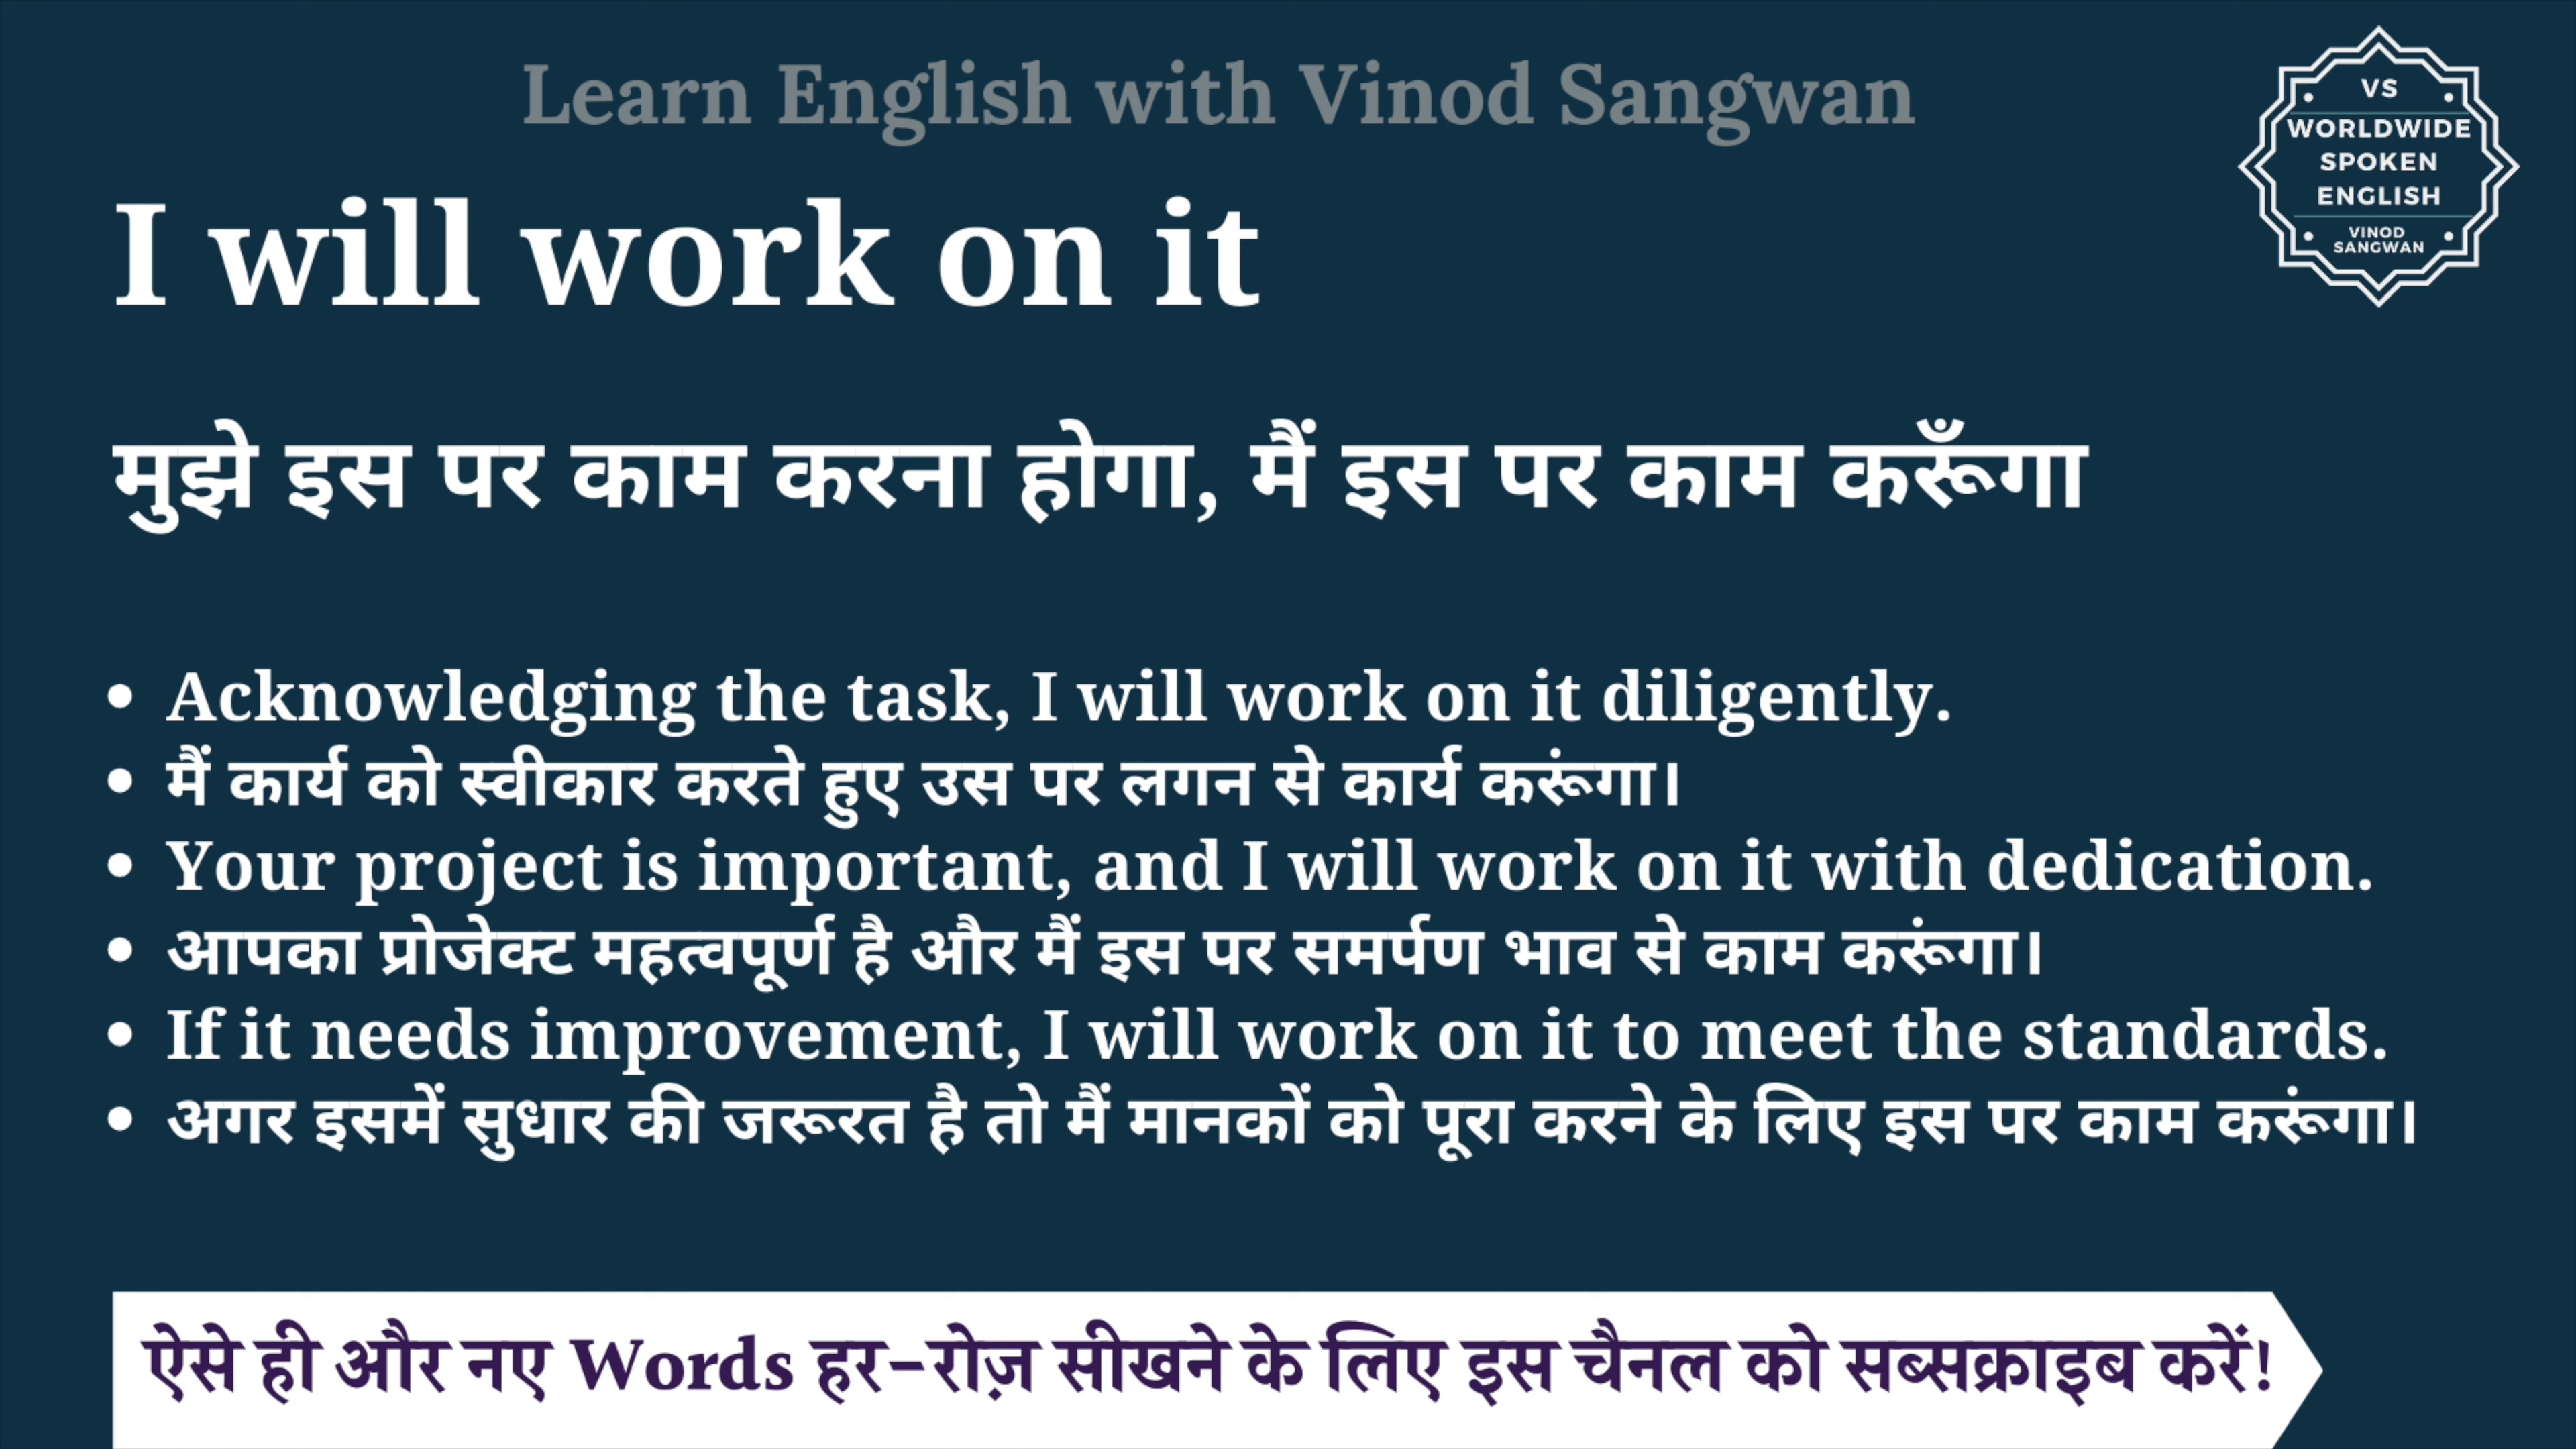 Learn English with Vinod Sangwan
VS
WORLDWIDE
SPOKEN
ENGLISH
VINOD
SANGWAN
I will work on it
मुझे इस पर काम करना होगा, मैं इस पर काम करूँगा
• Acknowledging the task, I will work on it diligently.
• मैं कार्य को स्वीकार करते हुए उस पर लगन से कार्य करूंगा।
• Your project is important, and I will work on it with dedication.
• आपका प्रोजेक्ट महत्वपूर्ण है और मैं इस पर समर्पण भाव से काम करूंगा।
• If it needs improvement, I will work on it to meet the standards.
• अगर इसमें सुधार की जरूरत है तो मैं मानकों को पूरा करने के लिए इस पर काम करूंगा।
ऐसे ही और नए Words हर-रोज़ सीखने के लिए इस चैनल को सब्सक्राइब करें!